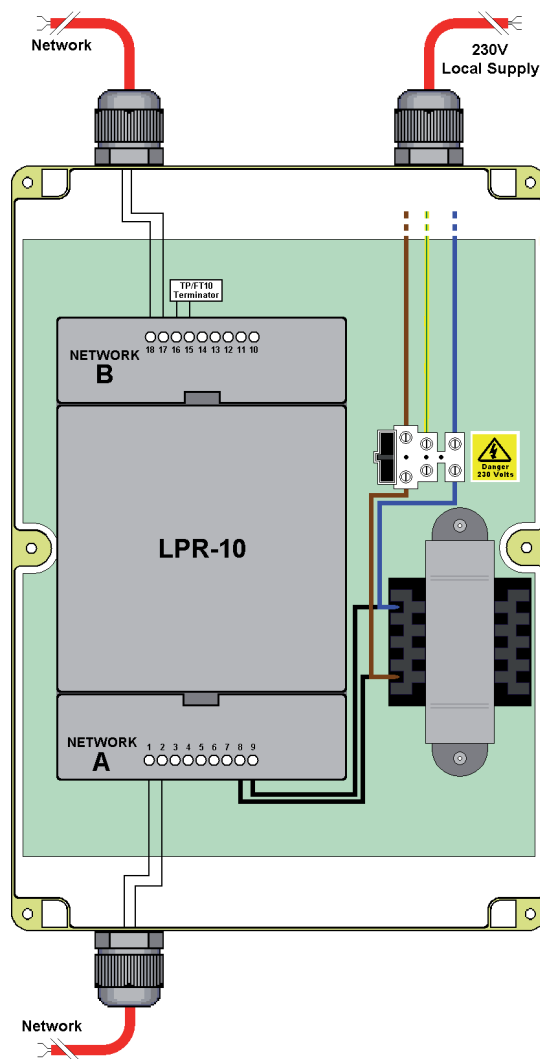 Network
230V
Local Supply
TP/FT10
Terminator
18 17 16 15 14 13 12 11 10
NETWORK
B
Danger
230 Volts
LPR-10
NETWORK
A
1 2 3 4 5 6 7 8 9
Network